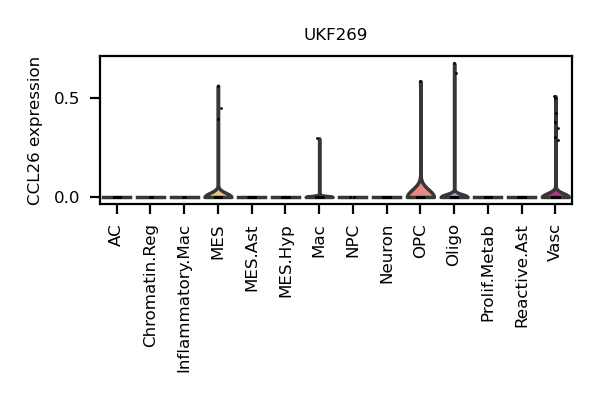 UKF269
CCL26 expression
0.5
0.0
AC
Chromatin.Reg
Inflammatory.Mac
MES
MES.Ast
MES.Hyp
Mac
NPC
Neuron
OPC
Oligo
Prolif.Metab
Reactive.Ast
Vasc